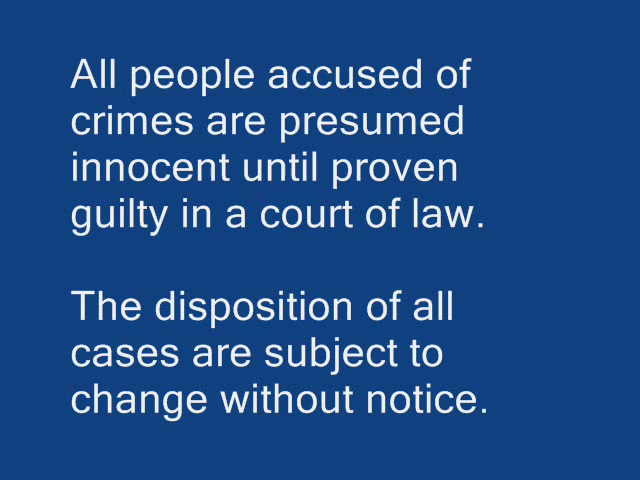 All people accused of
crimes are presumed
innocent until proven
guilty in a court of law.
The disposition of all
cases are subject to
change without notice.